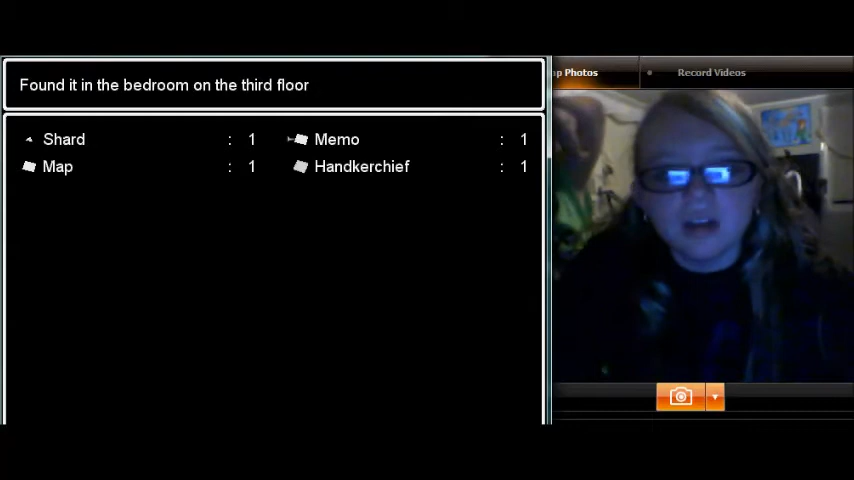 Found it in the bedroom on the third floor
Shard : 1 Memo : 1
Map : 1 Handkerchief : 1
Photos
Record Videos